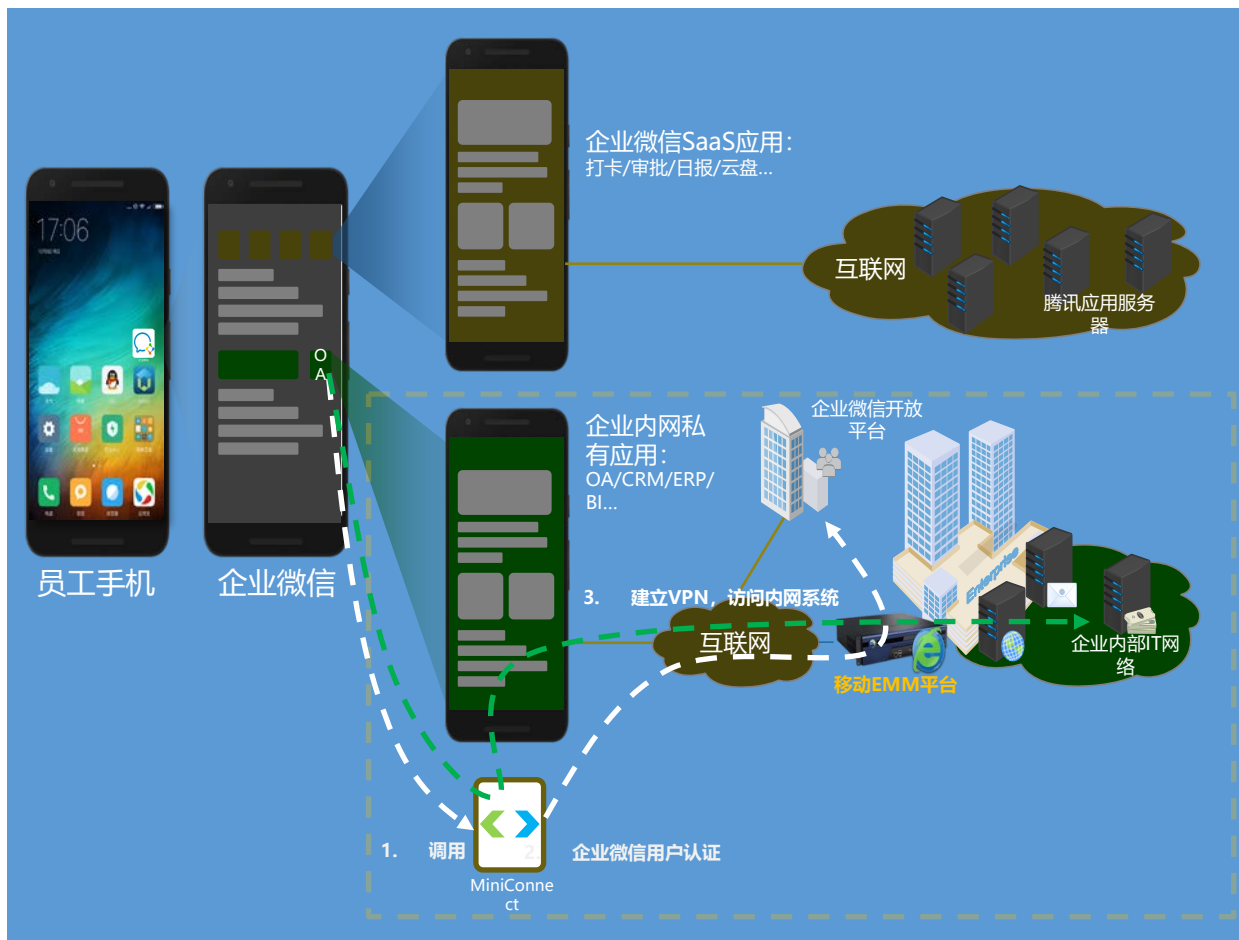 企业微信SaaS应用：
打卡/审批/日报/云盘...
17:06
互联网
腾讯应用服务
器
O
A
企业微信开放
平台
企业内网私
有应用：
OA/CRM/ERP/
BI...
Enterprise
员工手机
企业微信
3. 建立VPN，访问内网系统
互联网
企业内部IT网
络
移动EMM平台
1. 调用
2. 企业微信用户认证
MiniConne
ct